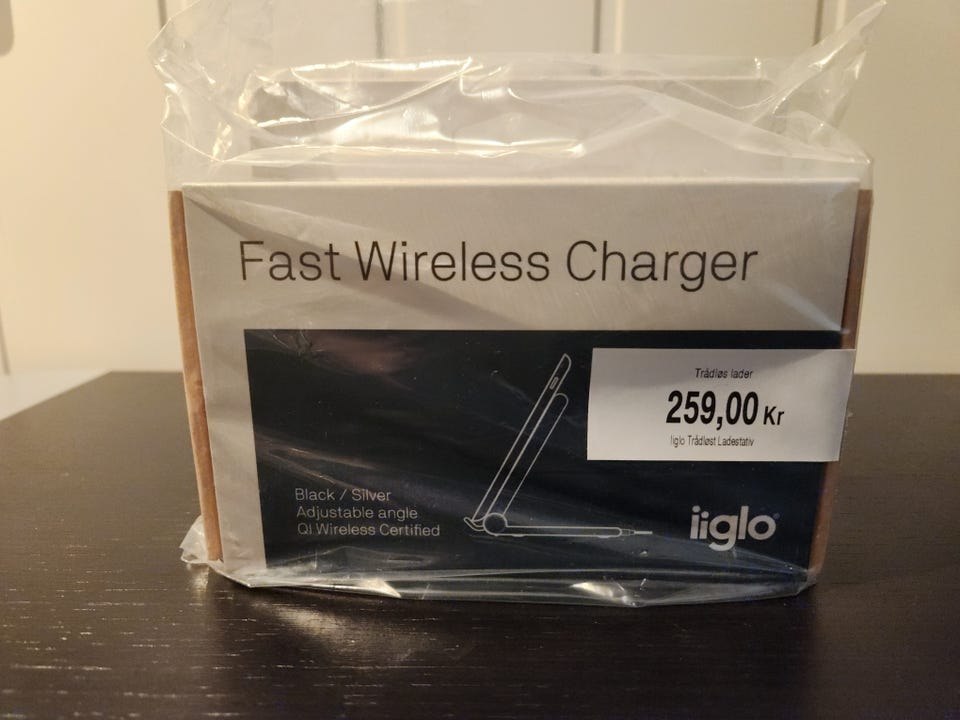 Fast Wireless Charger
Trådløs lader
259,00 Kr
Iiglo Trådløst Ladestativ
Black / Silver
Adjustable angle
QI Wireless Certified
iiglo